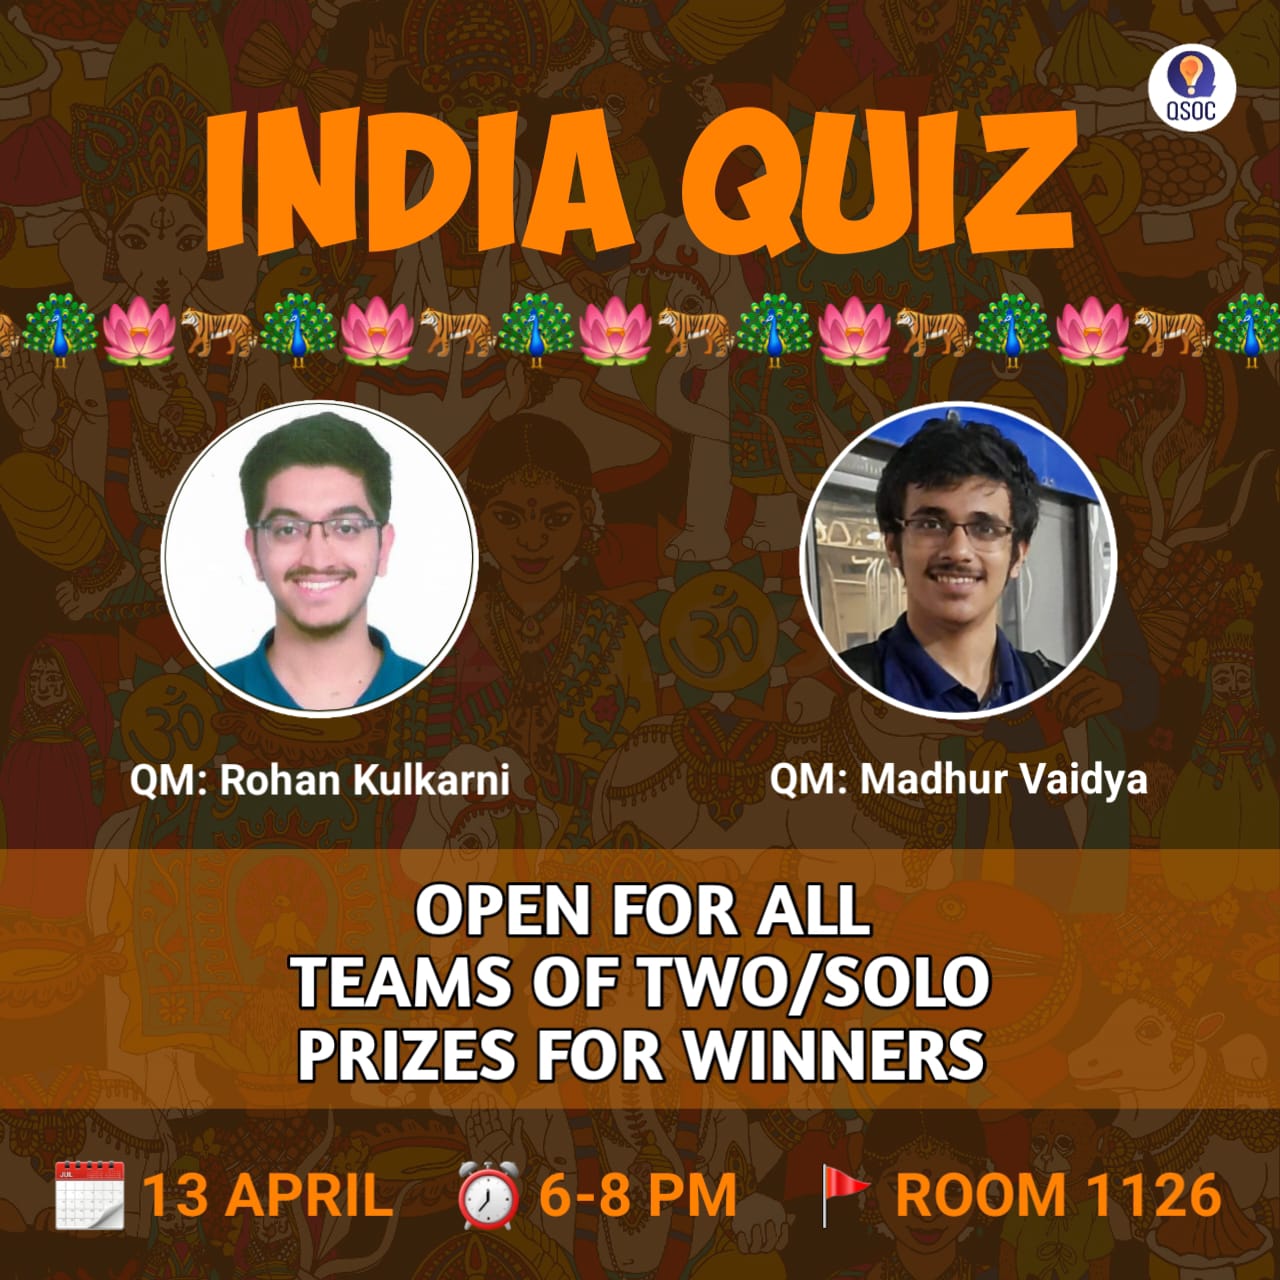 QSOC
INDIA QUIZ
QM: Rohan Kulkarni
QM: Madhur Vaidya
OPEN FOR ALL
TEAMS OF TWO/SOLO
PRIZES FOR WINNERS
JUL
13 APRIL
6-8 PM
ROOM 1126
ॐ
ॐ